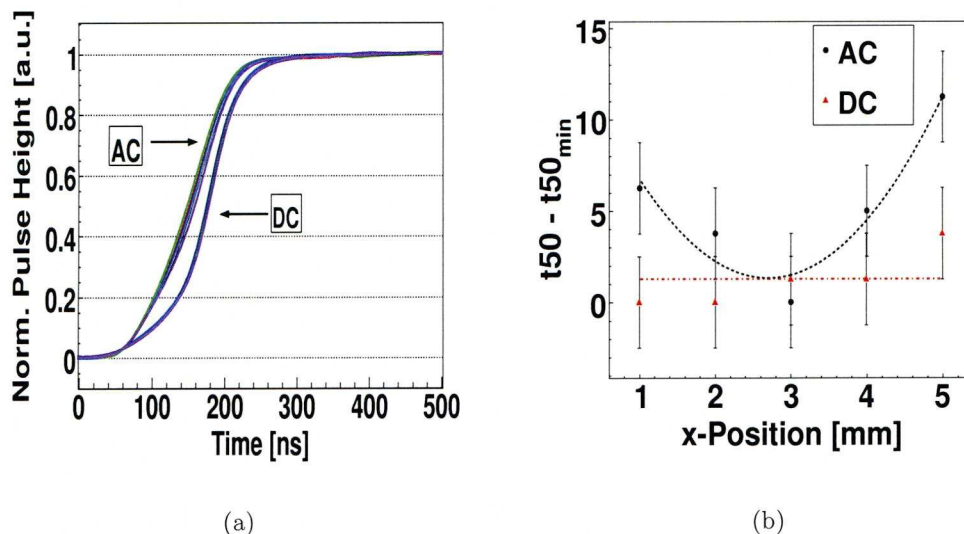 Norm. Pulse Height [a.u.]
1
0.8
0.6
0.4
0.2
0
AC
DC
0 100 200 300 400 500
Time [ns]
(a)
t50 - t50min
15
10
5
0
AC
DC
1 2 3 4 5
x-Position [mm]
(b)